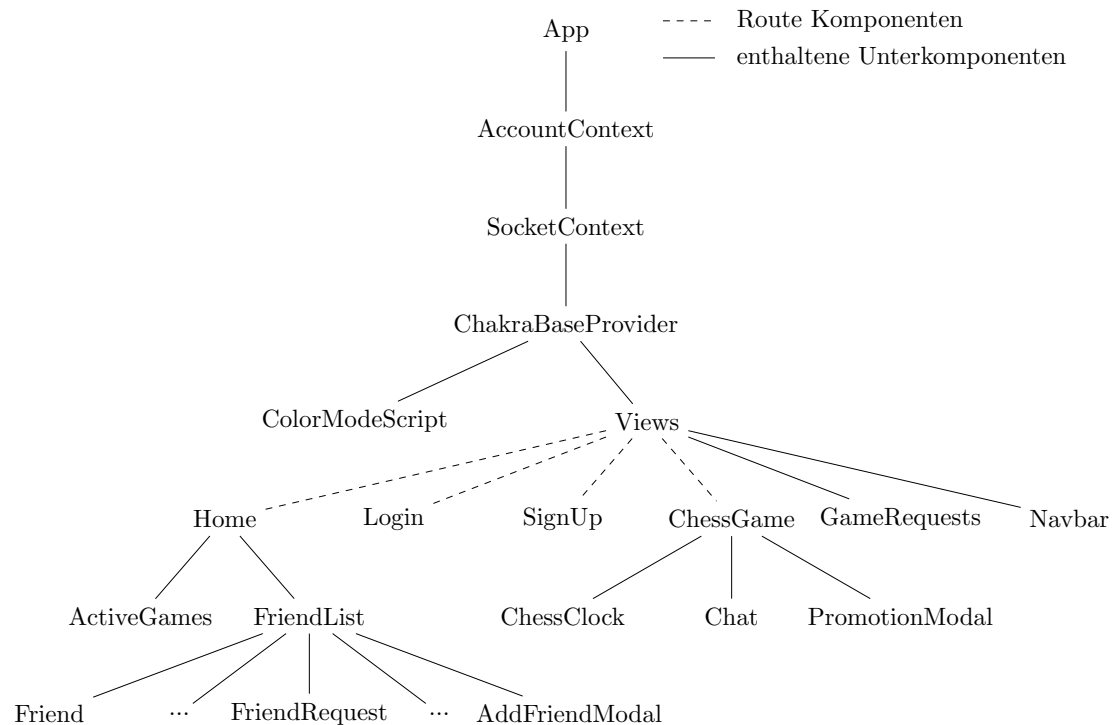 App
Route Komponenten
enthaltene Unterkomponenten
AccountContext
SocketContext
ChakraBaseProvider
ColorModeScript
Views
Home Login SignUp ChessGame GameRequests Navbar
ActiveGames FriendList ChessClock Chat PromotionModal
Friend ... FriendRequest ... AddFriendModal